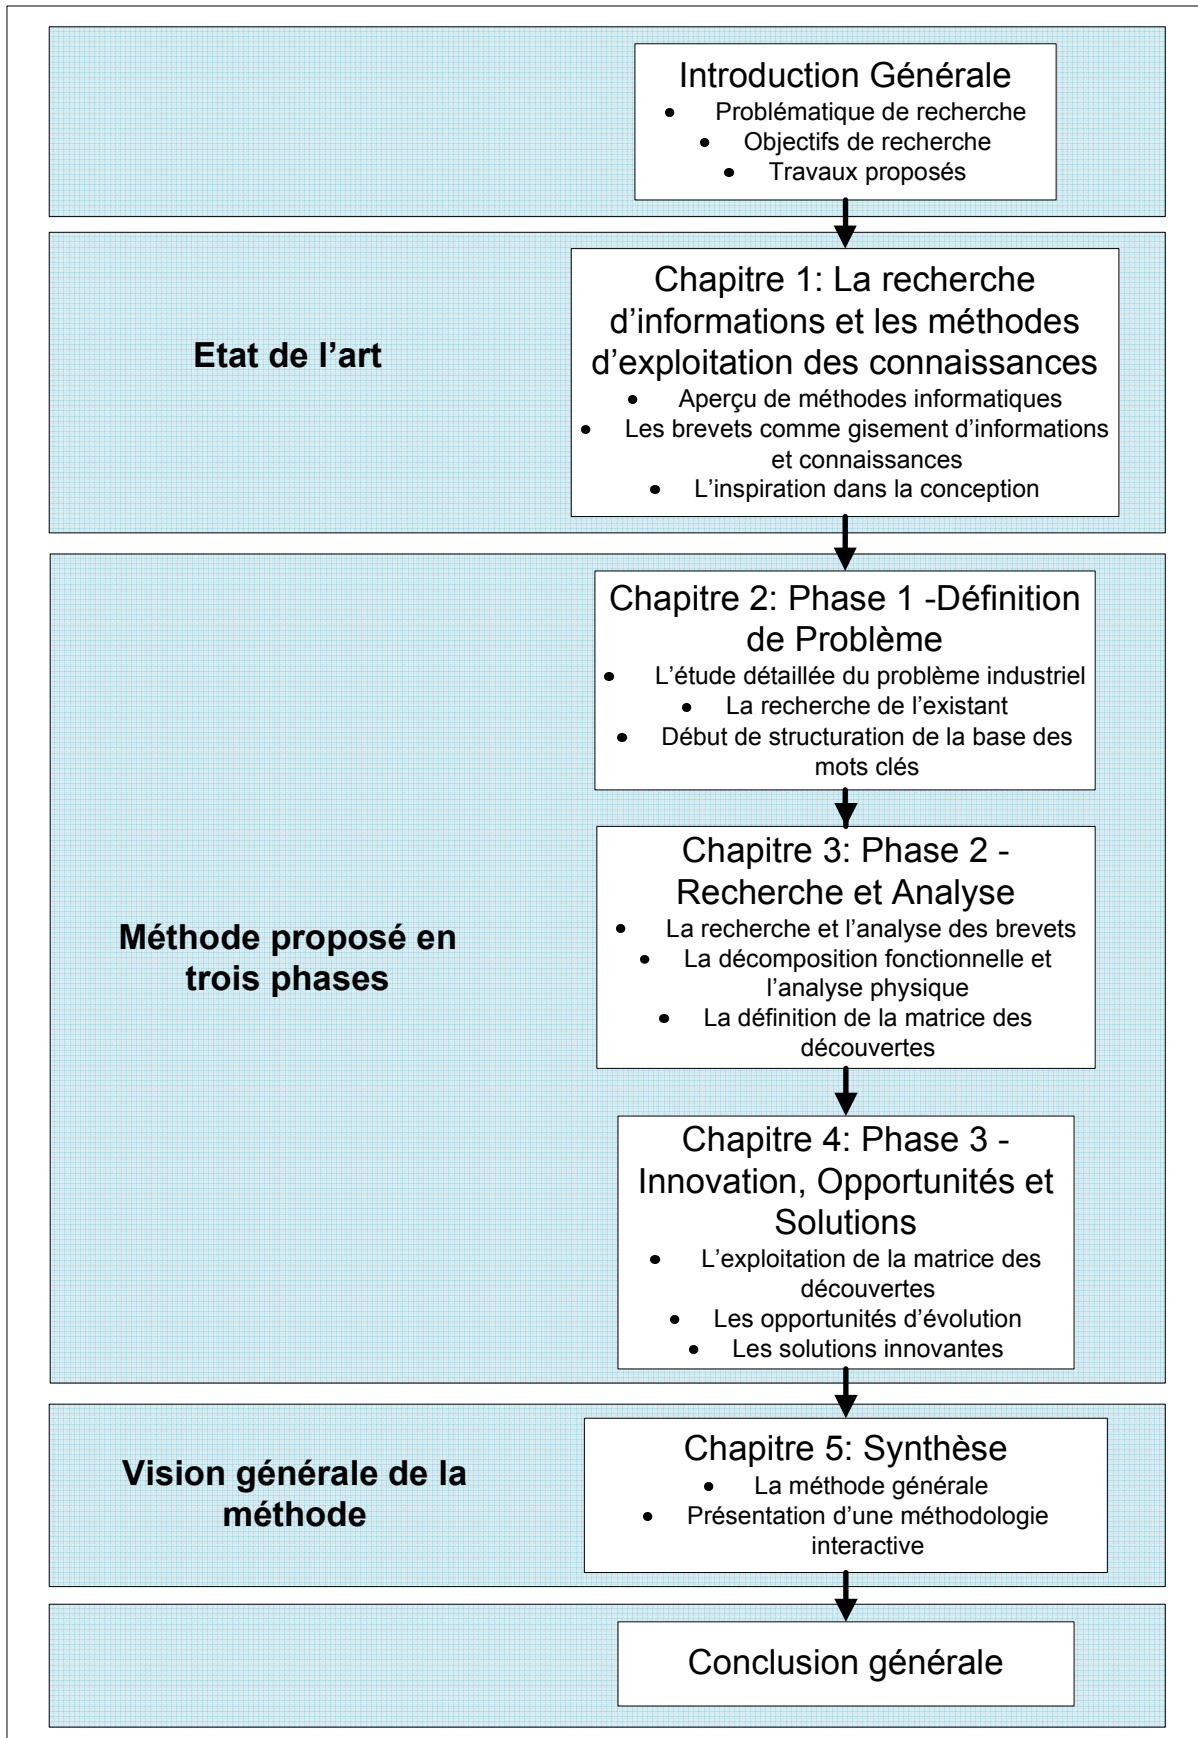 Introduction Générale
• Problématique de recherche
• Objectifs de recherche
• Travaux proposés
Etat de l’art
Chapitre 1: La recherche
d’informations et les méthodes
d’exploitation des connaissances
• Aperçu de méthodes informatiques
• Les brevets comme gisement d’informations
et connaissances
• L’inspiration dans la conception
Méthode proposé en
trois phases
Chapitre 2: Phase 1 -Définition
de Problème
• L’étude détaillée du problème industriel
• La recherche de l’existant
• Début de structuration de la base des
mots clés
Chapitre 3: Phase 2 -
Recherche et Analyse
• La recherche et l’analyse des brevets
• La décomposition fonctionnelle et
l’analyse physique
• La définition de la matrice des
découvertes
Chapitre 4: Phase 3 -
Innovation, Opportunités et
Solutions
• L’exploitation de la matrice des
découvertes
• Les opportunités d’évolution
• Les solutions innovantes
Vision générale de la
méthode
Chapitre 5: Synthèse
• La méthode générale
• Présentation d’une méthodologie
interactive
Conclusion générale